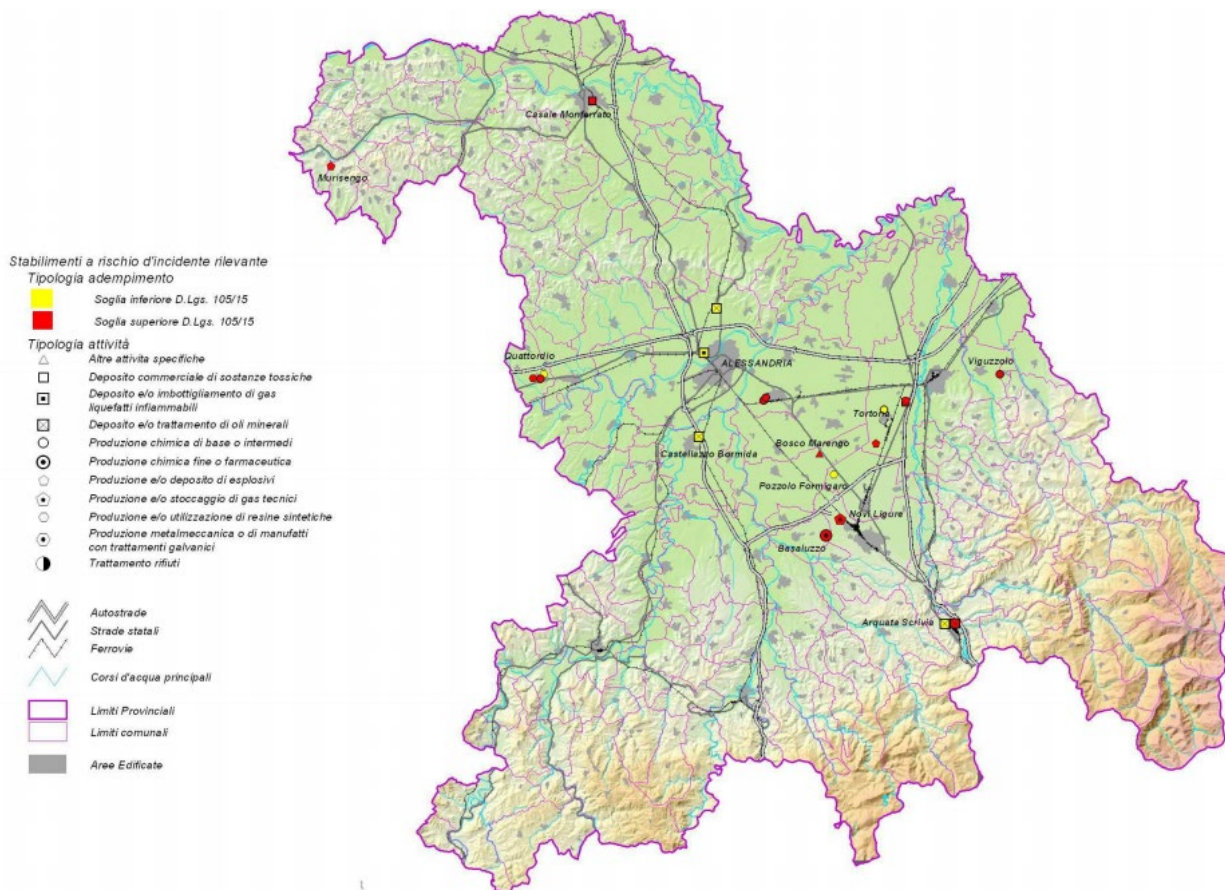 Stabilimenti a rischio d'incidente rilevante
Tipologia adempimento
Soglia inferiore D.Lgs. 105/15
Soglia superiore D.Lgs. 105/15
Tipologia attività
Altre attivita specifiche
Deposito commerciale di sostanze tossiche
Deposito e/o imbottigliamento di gas
liquefatti infiammabili
Deposito e/o trattamento di oli minerali
Produzione chimica di base o intermedi
Produzione chimica fine o farmaceutica
Produzione e/o deposito di esplosivi
Produzione e/o stoccaggio di gas tecnici
Produzione e/o utilizzazione di resine sintetiche
Produzione metalmeccanica o di manufatti
con trattamenti galvanici
Trattamento rifiuti
Autostrade
Strade statali
Ferrovie
Corsi d'acqua principali
Limiti Provinciali
Limiti comunali
Aree Edificate
Casale Monferrato
Murisengo
Quattordio
ALESSANDRIA
Viguzzolo
Tortona
Bosco Marengo
Castellazzo Bormida
Pozzolo Formigaro
Novi Ligure
Basaluzzo
Arquata Scrivia